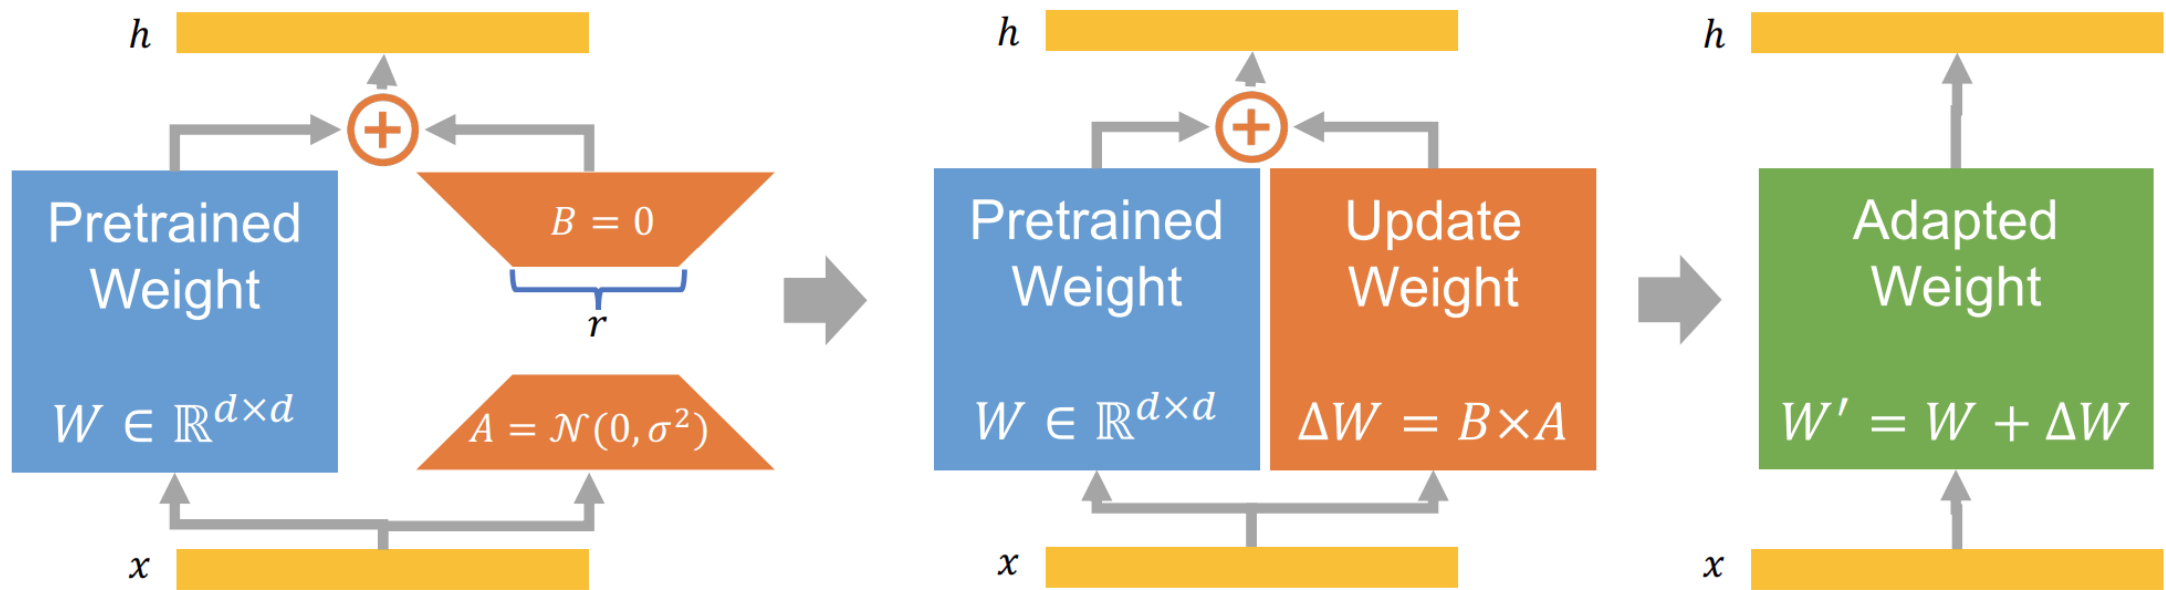 h
Pretrained
Weight
W ∈ ℝ^{d×d}
B = 0
r
A = 𝒩(0, σ²)
x
h
Pretrained
Weight
W ∈ ℝ^{d×d}
Update
Weight
ΔW = B×A
x
h
Adapted
Weight
W′ = W + ΔW
x